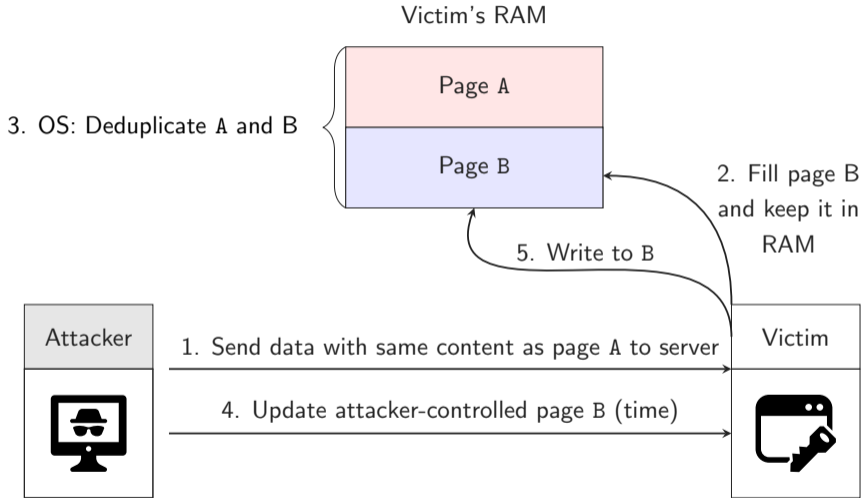 Victim's RAM
Page A
3. OS: Deduplicate A and B
Page B
2. Fill page B
and keep it in
RAM
5. Write to B
Attacker
Victim
1. Send data with same content as page A to server
4. Update attacker-controlled page B (time)